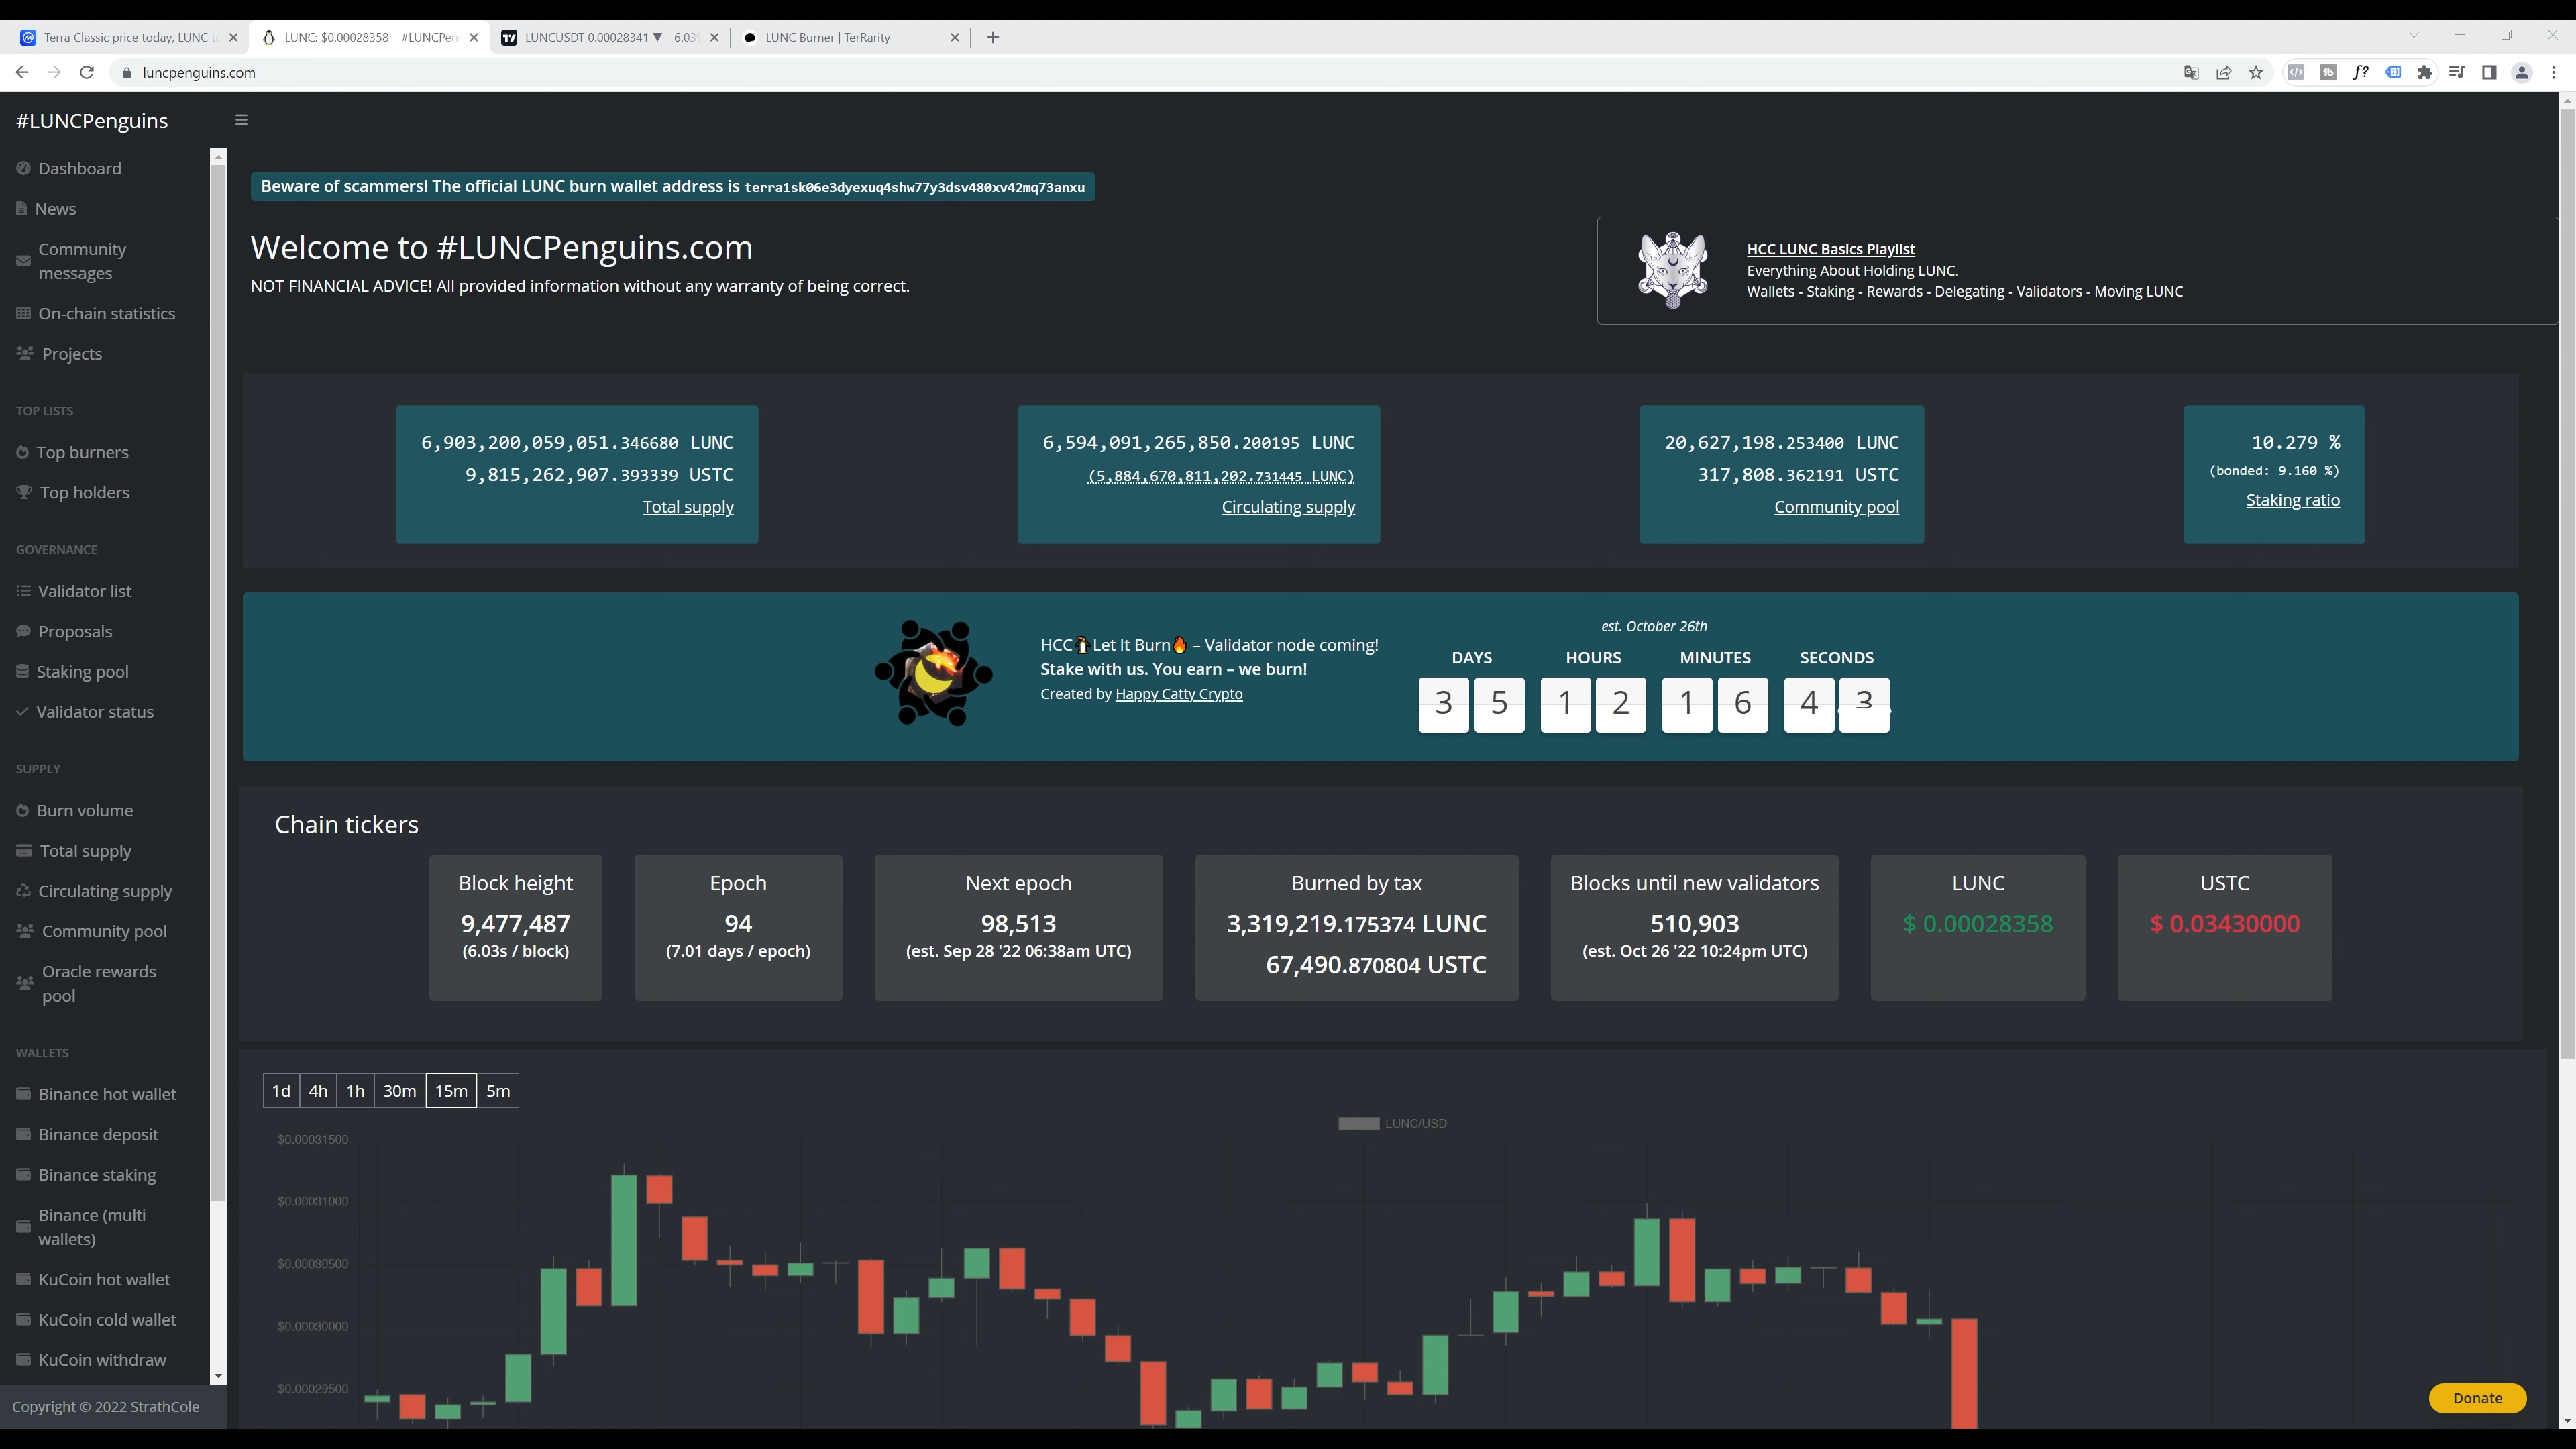 Terra Classic price today, LUNC to
LUNC: $0.00028358 – #LUNCPen
LUNCUSDT 0.00028341 ▼ −6.03%
LUNC Burner | TerRarity
luncpenguins.com
#LUNCPenguins
Dashboard
News
Community
messages
On-chain statistics
Projects
TOP LISTS
Top burners
Top holders
GOVERNANCE
Validator list
Proposals
Staking pool
Validator status
SUPPLY
Burn volume
Total supply
Circulating supply
Community pool
Oracle rewards
pool
WALLETS
Binance hot wallet
Binance deposit
Binance staking
Binance (multi
wallets)
KuCoin hot wallet
KuCoin cold wallet
KuCoin withdraw
Copyright © 2022 StrathCole
Beware of scammers! The official LUNC burn wallet address is terra1sk06e3dyexuq4shw77y3dsv480xv42mq73anxu
Welcome to #LUNCPenguins.com
NOT FINANCIAL ADVICE! All provided information without any warranty of being correct.
HCC LUNC Basics Playlist
Everything About Holding LUNC.
Wallets - Staking - Rewards - Delegating - Validators - Moving LUNC
6,903,200,059,051.346680 LUNC
9,815,262,907.393339 USTC
Total supply
6,594,091,265,850.200195 LUNC
(5,884,670,811,202.731445 LUNC)
Circulating supply
20,627,198.253400 LUNC
317,808.362191 USTC
Community pool
10.279 %
(bonded: 9.160 %)
Staking ratio
HCC🐧Let It Burn🔥 – Validator node coming!
Stake with us. You earn – we burn!
Created by Happy Catty Crypto
est. October 26th
DAYS HOURS MINUTES SECONDS
3 5 1 2 1 6 4 3
Chain tickers
Block height
9,477,487
(6.03s / block)
Epoch
94
(7.01 days / epoch)
Next epoch
98,513
(est. Sep 28 '22 06:38am UTC)
Burned by tax
3,319,219.175374 LUNC
67,490.870804 USTC
Blocks until new validators
510,903
(est. Oct 26 '22 10:24pm UTC)
LUNC
$ 0.00028358
USTC
$ 0.03430000
1d 4h 1h 30m 15m 5m
LUNC/USD
$0.00031500
$0.00031000
$0.00030500
$0.00030000
$0.00029500
Donate